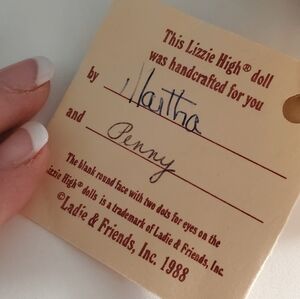 This Lizzie High® doll
was handcrafted for you
by Martha
and Penny
The blank round face with two dots for eyes on the
izzie High® dolls is a trademark of Ladie & Friends, Inc.
©Ladie & Friends, Inc. 1988